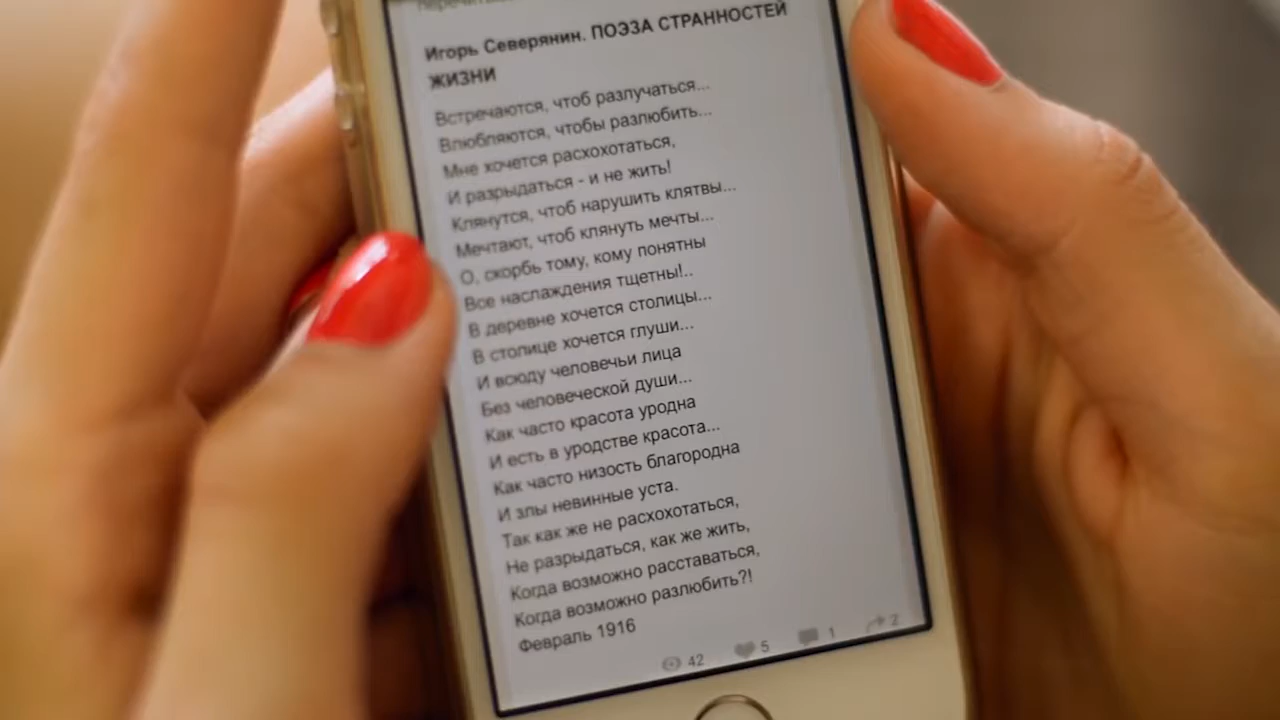 Игорь Северянин. ПОЭЗА СТРАННОСТЕЙ
ЖИЗНИ
Встречаются, чтоб разлучаться...
Влюбляются, чтобы разлюбить...
Мне хочется расхохотаться,
И разрыдаться - и не жить!
Клянутся, чтоб нарушить клятвы...
Мечтают, чтоб клянуть мечты...
О, скорбь тому, кому понятны
Все наслаждения тщетны!..
В деревне хочется столицы...
В столице хочется глуши...
И всюду человечьи лица
Без человеческой души...
Как часто красота уродна
И есть в уродстве красота...
Как часто низость благородна
И злы невинные уста.
Так как же не расхохотаться,
Не разрыдаться, как же жить,
Когда возможно расставаться,
Когда возможно разлюбить?!
Февраль 1916
42 5 1 2